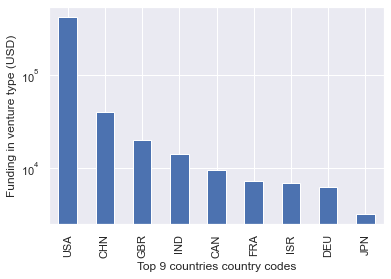 Funding in venture type (USD)
10^5
10^4
USA
CHN
GBR
IND
CAN
FRA
ISR
DEU
JPN
Top 9 countries country codes